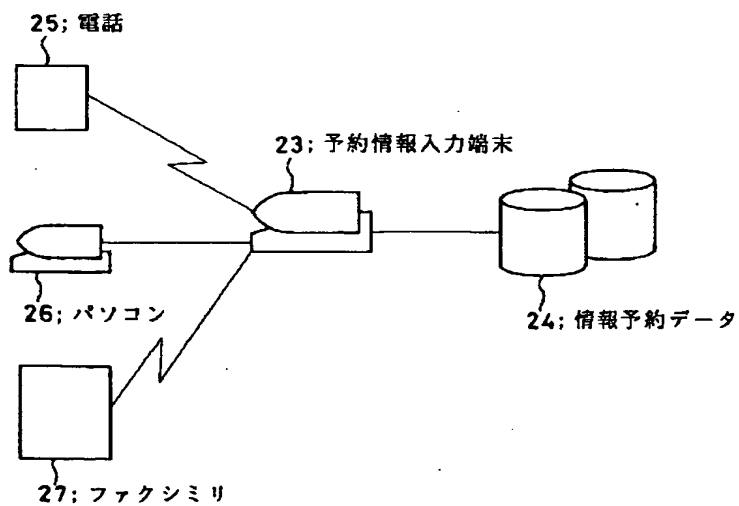 25; 電話
23; 予約情報入力端末
26; パソコン
24; 情報予約データ
27; ファクシミリ